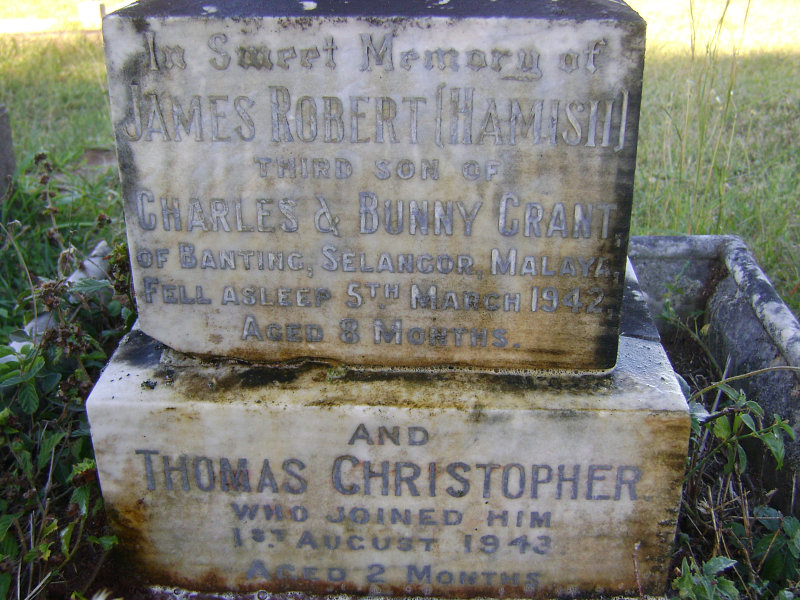 In Sweet Memory of
JAMES ROBERT (HAMISH)
THIRD SON OF
CHARLES & BUNNY GRANT,
OF BANTING, SELANGOR, MALAYA,
FELL ASLEEP 5TH MARCH 1942,
AGED 8 MONTHS.
AND
THOMAS CHRISTOPHER.
WHO JOINED HIM
1ST AUGUST 1943.
AGED 2 MONTHS.